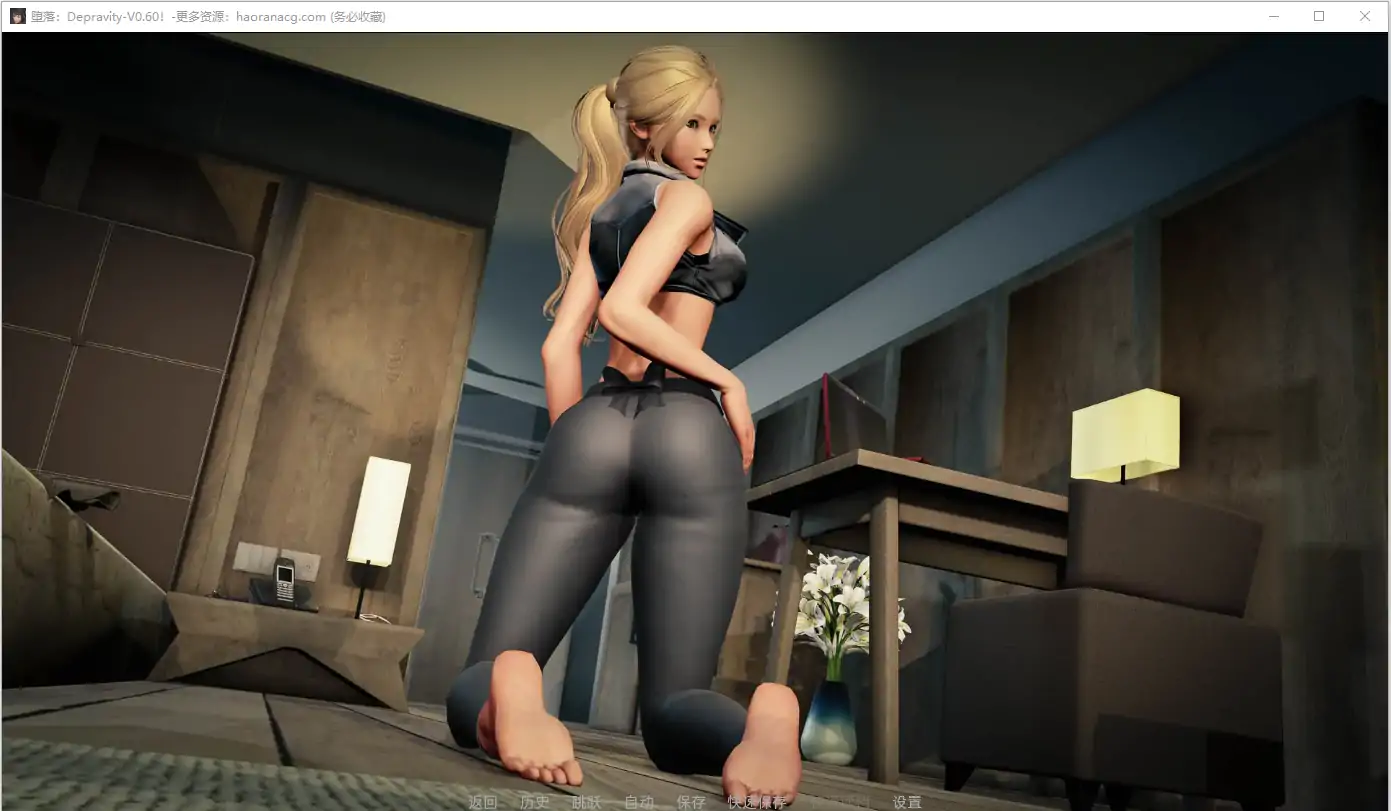 堕落：Depravity-V0.60！-更多资源：haoranacg.com (务必收藏)
返回 历史 跳跃 自动 保存 快速保存 设置